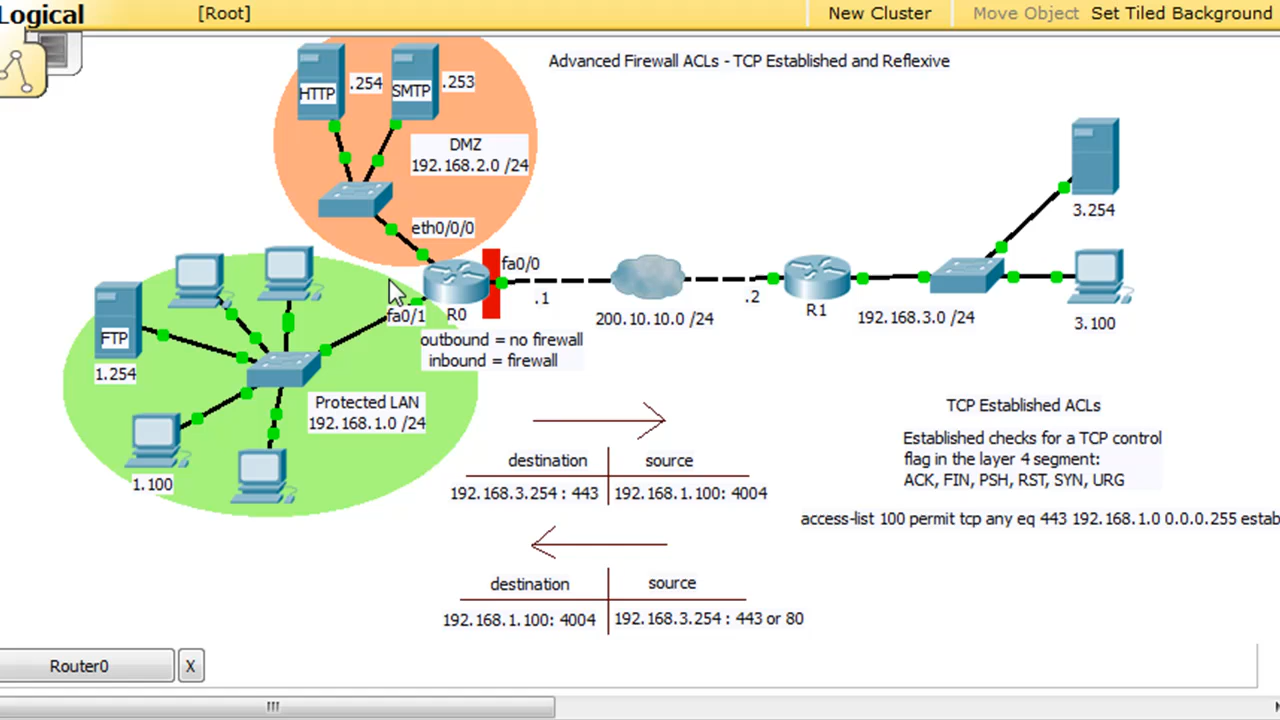 Logical
[Root]
New Cluster
Move Object
Set Tiled Background
Advanced Firewall ACLs - TCP Established and Reflexive
HTTP
.254
SMTP
.253
DMZ
192.168.2.0 /24
eth0/0/0
3.254
fa0/0
.1
.2
R0
R1
fa0/1
200.10.10.0 /24
192.168.3.0 /24
3.100
FTP
1.254
outbound = no firewall
inbound = firewall
Protected LAN
192.168.1.0 /24
1.100
destination
source
192.168.3.254 : 443
192.168.1.100: 4004
destination
source
192.168.1.100: 4004
192.168.3.254 : 443 or 80
TCP Established ACLs
Established checks for a TCP control
flag in the layer 4 segment:
ACK, FIN, PSH, RST, SYN, URG
access-list 100 permit tcp any eq 443 192.168.1.0 0.0.0.255 estab
Router0
X